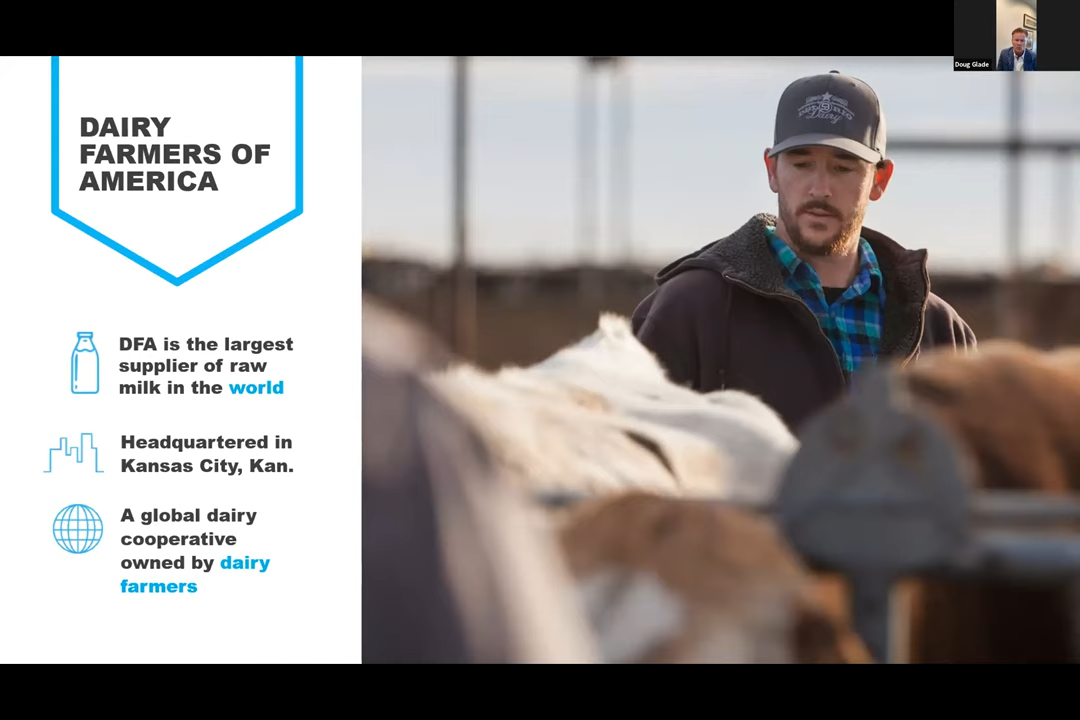 Doug Glade
DAIRY
FARMERS OF
AMERICA
DFA is the largest
supplier of raw
milk in the world
Headquartered in
Kansas City, Kan.
A global dairy
cooperative
owned by dairy
farmers
Dairy